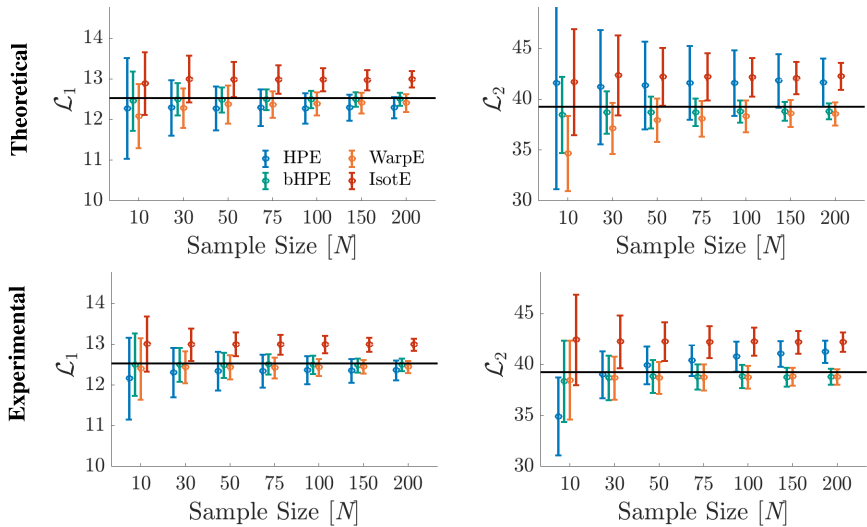 Theoretical
14
13
12
11
10
ℒ₁
HPE
WarpE
bHPE
IsotE
10 30 50 75 100 150 200
Sample Size [N]
45
40
35
30
ℒ₂
10 30 50 75 100 150 200
Sample Size [N]
Experimental
14
13
12
11
10
ℒ₁
10 30 50 75 100 150 200
Sample Size [N]
45
40
35
30
ℒ₂
10 30 50 75 100 150 200
Sample Size [N]